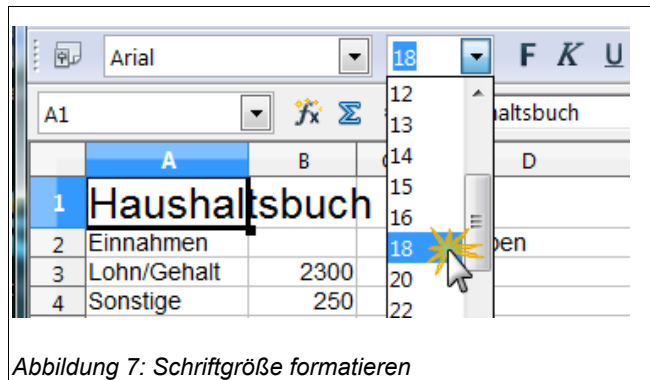 Arial 18 F K U
A1 fx Σ altsbuch
A B D
1 Haushaltsbuch
2 Einnahmen ben
3 Lohn/Gehalt 2300
4 Sonstige 250
12
13
14
15
16
18
20
22
Abbildung 7: Schriftgröße formatieren